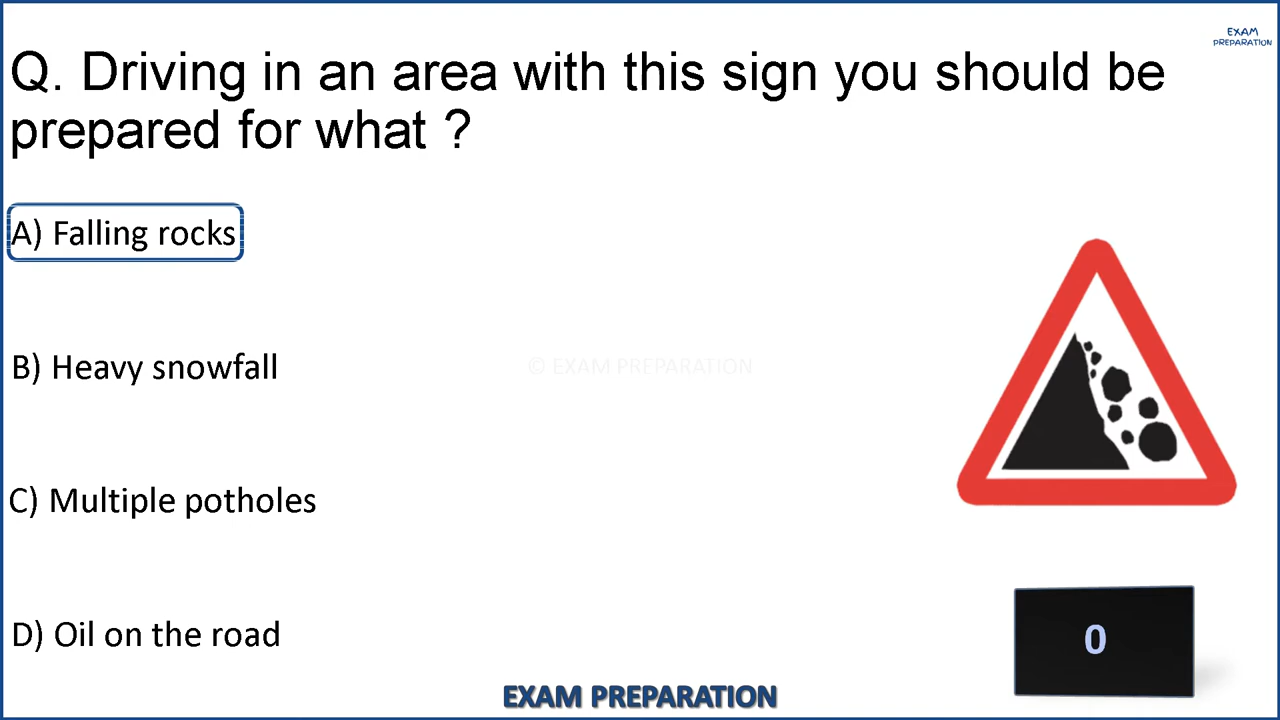 EXAM
PREPARATION
Q. Driving in an area with this sign you should be
prepared for what ?
A) Falling rocks
B) Heavy snowfall
© EXAM PREPARATION
C) Multiple potholes
D) Oil on the road
0
EXAM PREPARATION